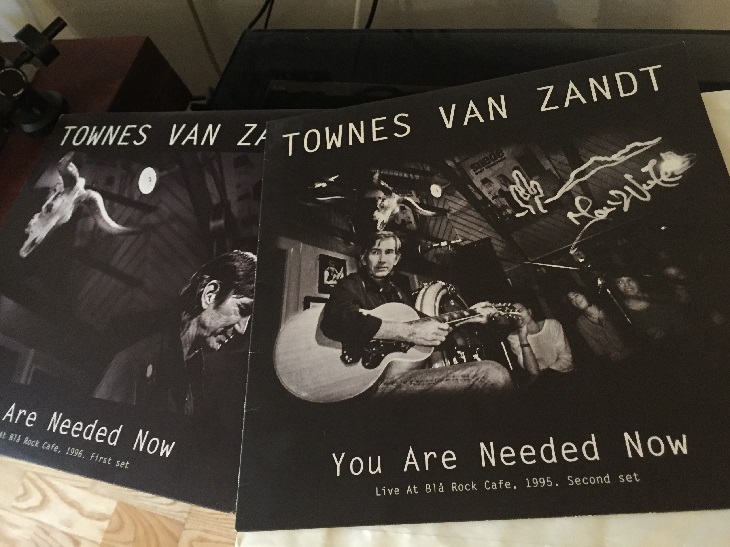 TOWNES VAN ZA
Are Needed Now
At Blå Rock Cafe, 1996. First set
TOWNES VAN ZANDT
You Are Needed Now
Live At Blå Rock Cafe, 1995. Second set